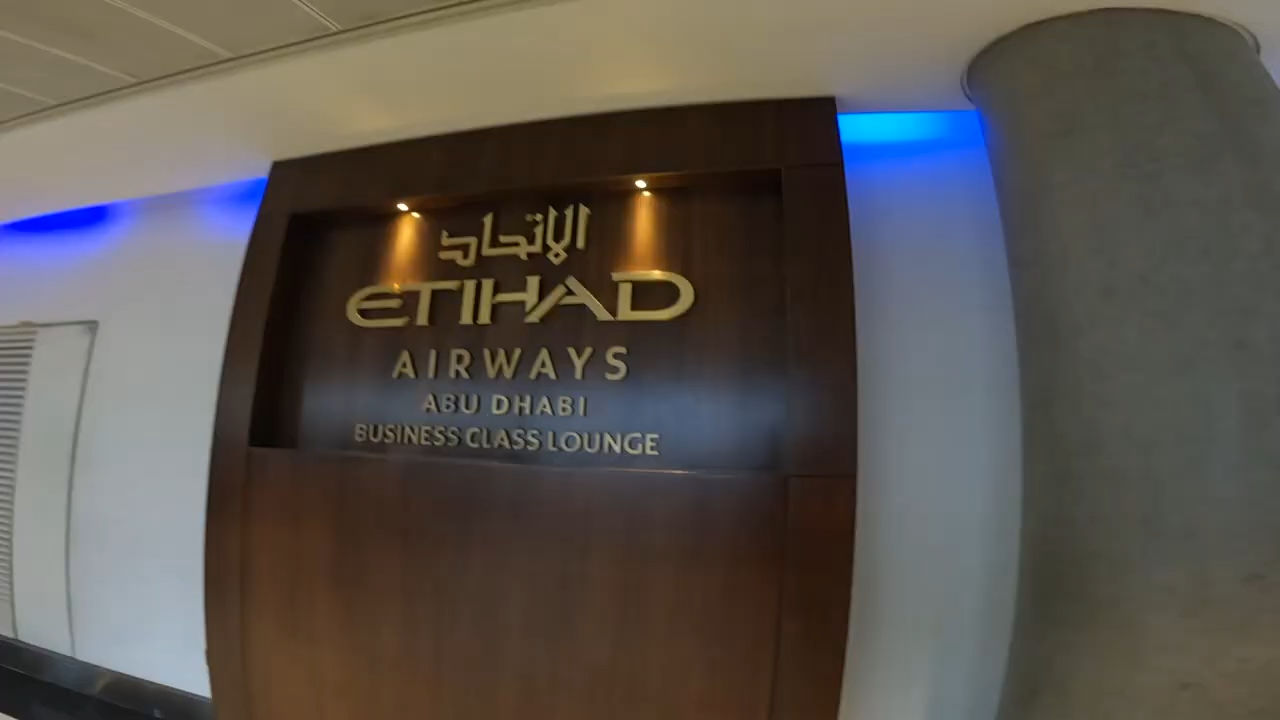 الاتحاد
ETIHAD
AIRWAYS
ABU DHABI
BUSINESS CLASS LOUNGE